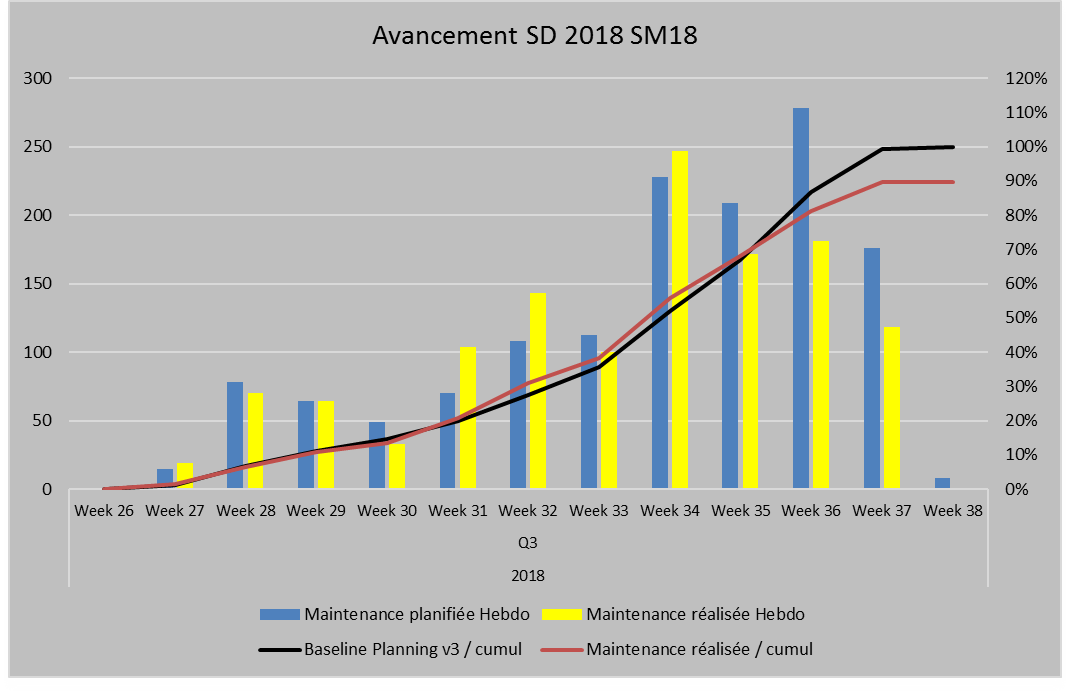 Avancement SD 2018 SM18
300 120%
110%
250 100%
90%
200 80%
70%
150 60%
50%
100 40%
30%
50 20%
10%
0 0%
Week 26 Week 27 Week 28 Week 29 Week 30 Week 31 Week 32 Week 33 Week 34 Week 35 Week 36 Week 37 Week 38
Q3
2018
Maintenance planifiée Hebdo Maintenance réalisée Hebdo
Baseline Planning v3 / cumul Maintenance réalisée / cumul